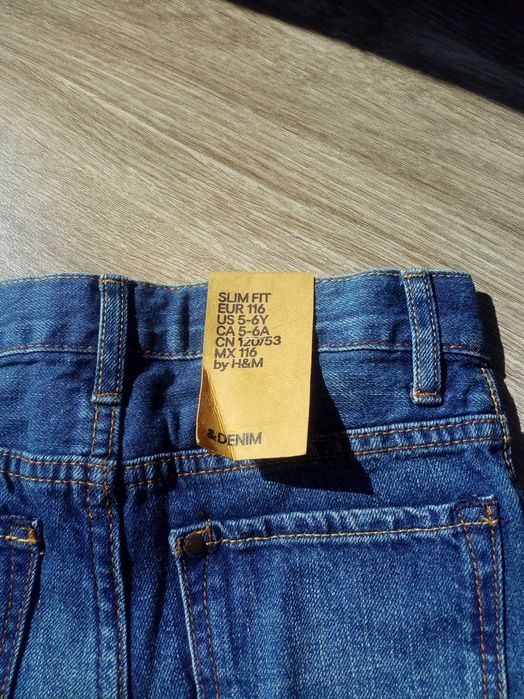 SLIM FIT
EUR 116
US 5-6Y
CA 5-6A
CN 120/53
MX 116
by H&M
&DENIM